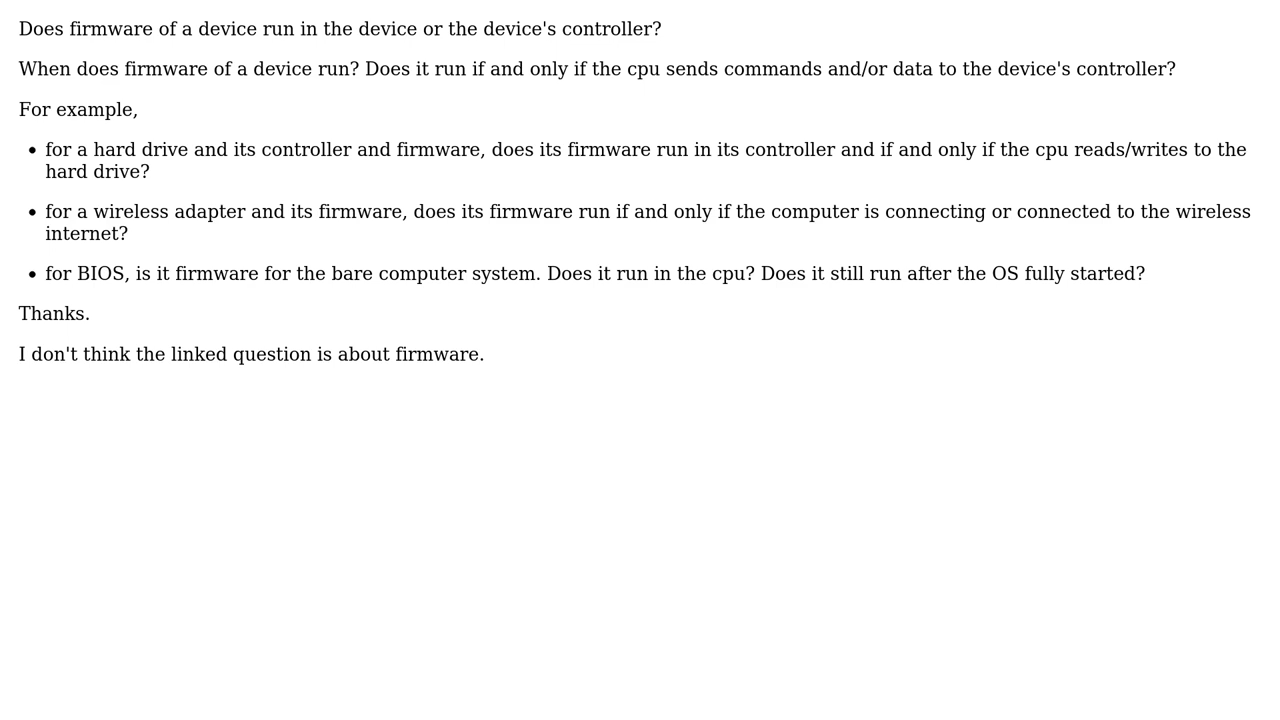 Does firmware of a device run in the device or the device's controller?
When does firmware of a device run? Does it run if and only if the cpu sends commands and/or data to the device's controller?
For example,
• for a hard drive and its controller and firmware, does its firmware run in its controller and if and only if the cpu reads/writes to the
hard drive?
• for a wireless adapter and its firmware, does its firmware run if and only if the computer is connecting or connected to the wireless
internet?
• for BIOS, is it firmware for the bare computer system. Does it run in the cpu? Does it still run after the OS fully started?
Thanks.
I don't think the linked question is about firmware.